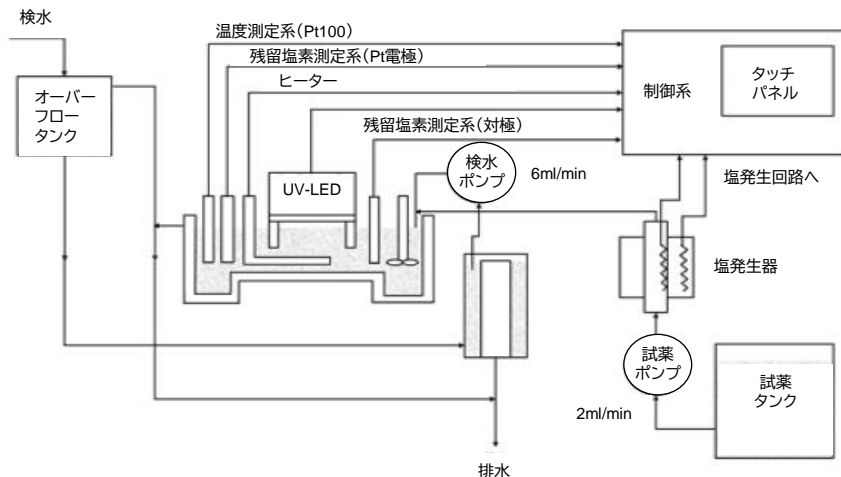 検水
温度測定系(Pt100)
残留塩素測定系(Pt電極)
ヒーター
残留塩素測定系(対極)
オーバー
フロー
タンク
UV-LED
検水
ポンプ
6ml/min
制御系
タッチ
パネル
塩発生回路へ
塩発生器
試薬
ポンプ
2ml/min
試薬
タンク
排水